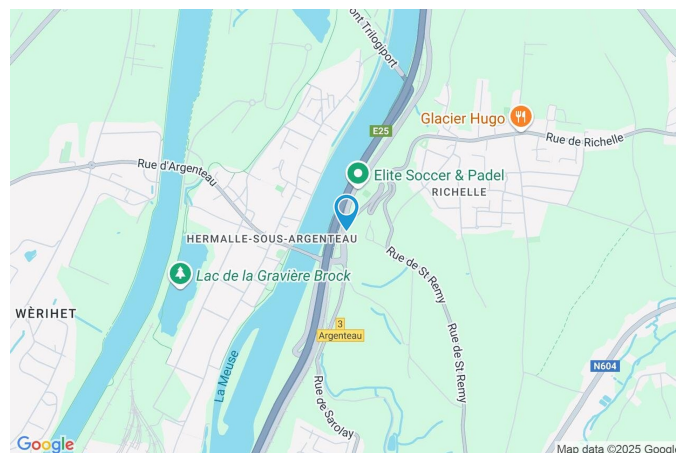 ont Trilogiport
Glacier Hugo
E25
Rue de Richelle
Rue d'Argenteau
Elite Soccer & Padel
RICHELLE
HERMALLE-SOUS-ARGENTEAU
Rue de St Remy
Lac de la Gravière Brock
WÈRIHET
3
Argenteau
Rue de St Remy
N604
La Meuse
Rue de Sarolay
Google
Map data ©2025 Google